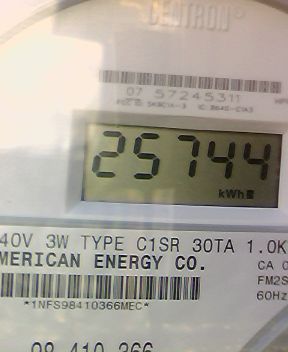 CENTRON®
07 57245311
25744
kWh
40V 3W TYPE C1SR 30TA 1.0K
MERICAN ENERGY CO.
CA 0
FM2S
*1NFS98410366MEC*
60Hz
98 410 366